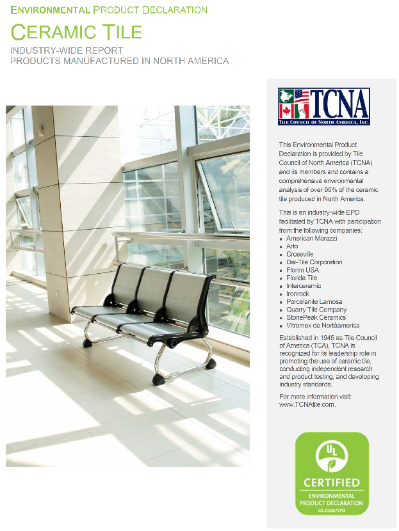 ENVIRONMENTAL PRODUCT DECLARATION
CERAMIC TILE
INDUSTRY-WIDE REPORT
PRODUCTS MANUFACTURED IN NORTH AMERICA
TCNA
TILE COUNCIL OF NORTH AMERICA, INC.
This Environmental Product
Declaration is provided by Tile
Council of North America (TCNA)
and its members and contains a
comprehensive environmental
analysis of over 95% of the ceramic
tile produced in North America.
This is an industry-wide EPD
facilitated by TCNA with participation
from the following companies:
• American Marazzi
• Arto
• Crossville
• Dal-Tile Corporation
• Florim USA
• Florida Tile
• Interceramic
• Ironrock
• Porcelanite Lamosa
• Quarry Tile Company
• StonePeak Ceramics
• Vitromex de Norteamerica
Established in 1945 as Tile Council
of America (TCA), TCNA is
recognized for its leadership role in
promoting the use of ceramic tile,
conducting independent research
and product testing, and developing
industry standards.
For more information visit:
www.TCNAtile.com.
UL
CERTIFIED
ENVIRONMENTAL
PRODUCT DECLARATION
UL.COM/EPD